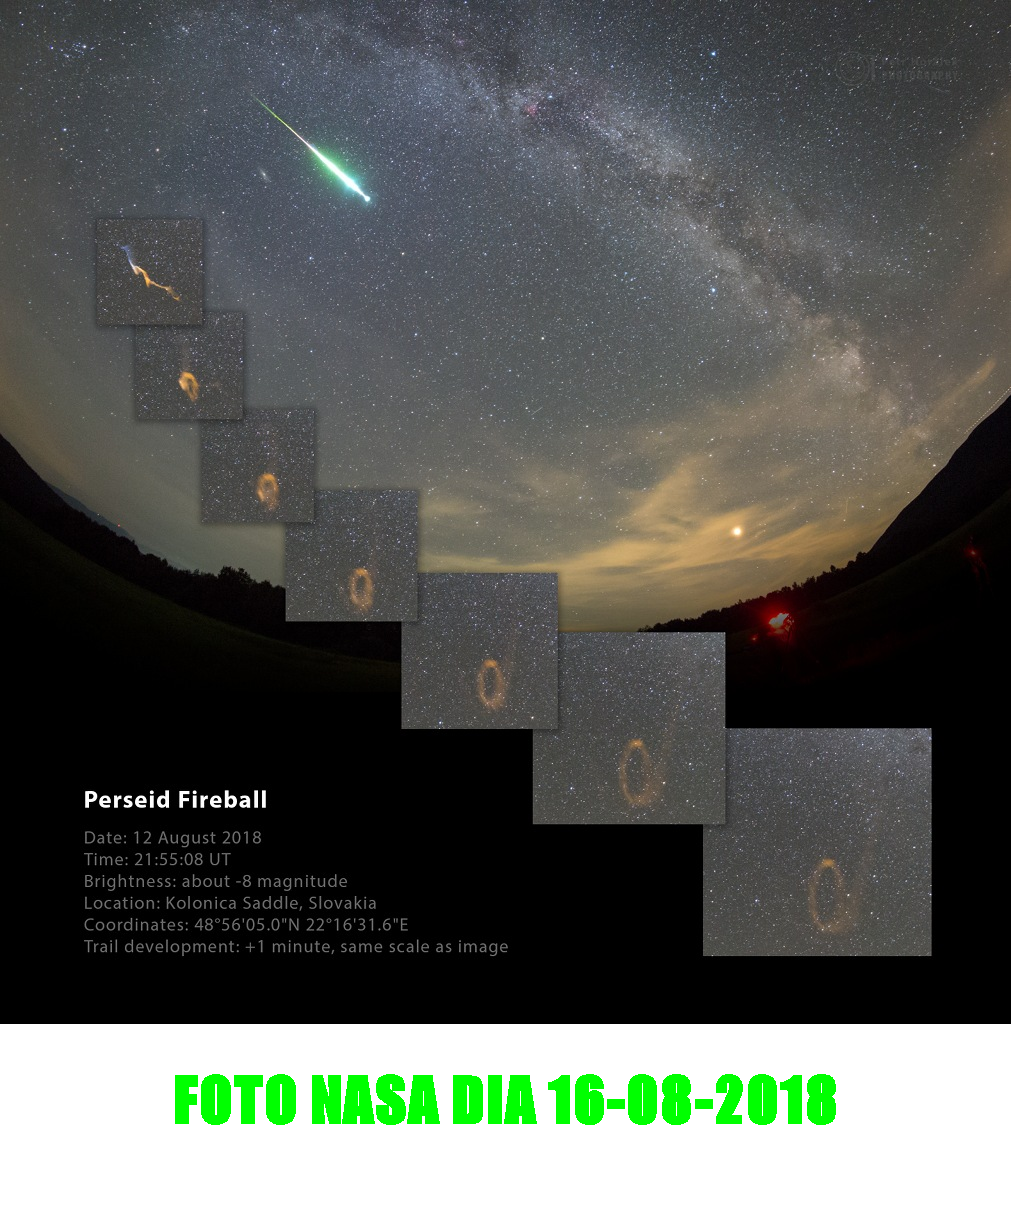 PHOTOGRAPHY
Perseid Fireball
Date: 12 August 2018
Time: 21:55:08 UT
Brightness: about -8 magnitude
Location: Kolonica Saddle, Slovakia
Coordinates: 48°56'05.0"N 22°16'31.6"E
Trail development: +1 minute, same scale as image
FOTO NASA DIA 16-08-2018